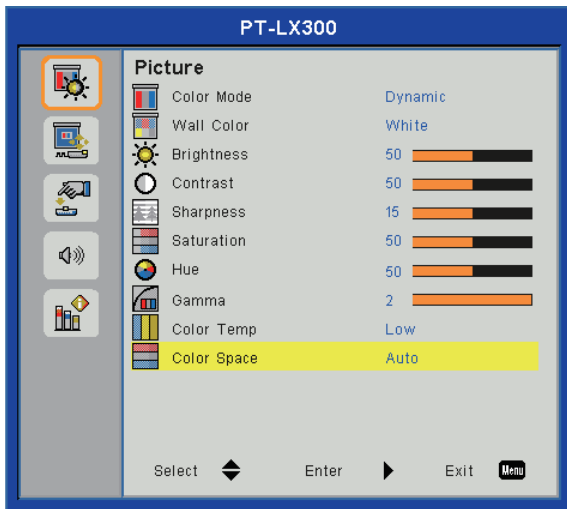 PT-LX300
Picture
Color Mode Dynamic
Wall Color White
Brightness 50
Contrast 50
Sharpness 15
Saturation 50
Hue 50
Gamma 2
Color Temp Low
Color Space Auto
Select Enter Exit Menu